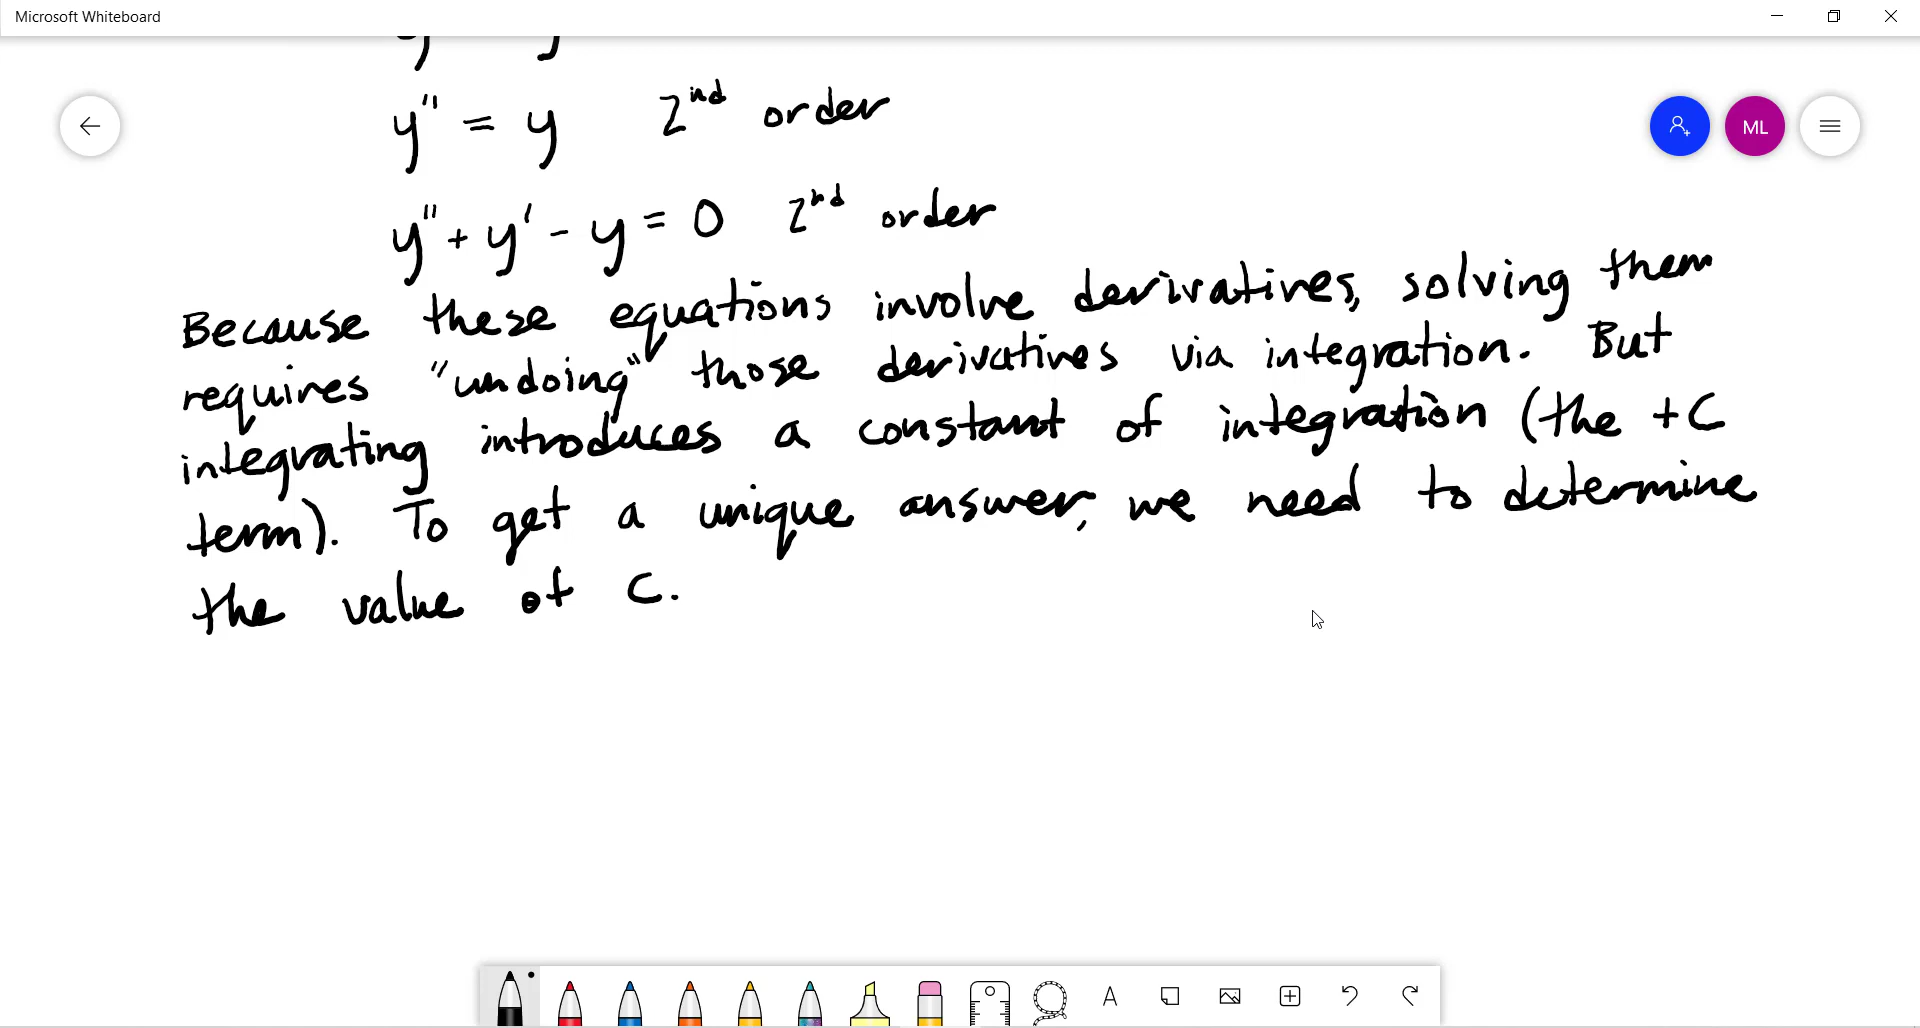 Microsoft Whiteboard
y'' = y 2nd order
ML
y'' + y' - y = 0 2nd order
Because these equations involve derivatives, solving them
requires "undoing" those derivatives via integration. But
integrating introduces a constant of integration (the +C
term). To get a unique answer, we need to determine
the value of C.
A